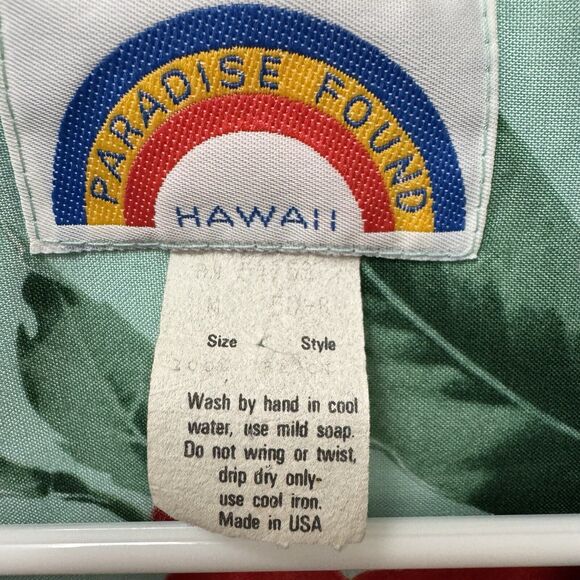 PARADISE FOUND
HAWAII
M
Size Style
Wash by hand in cool
water, use mild soap.
Do not wring or twist,
drip dry only-
use cool iron.
Made in USA